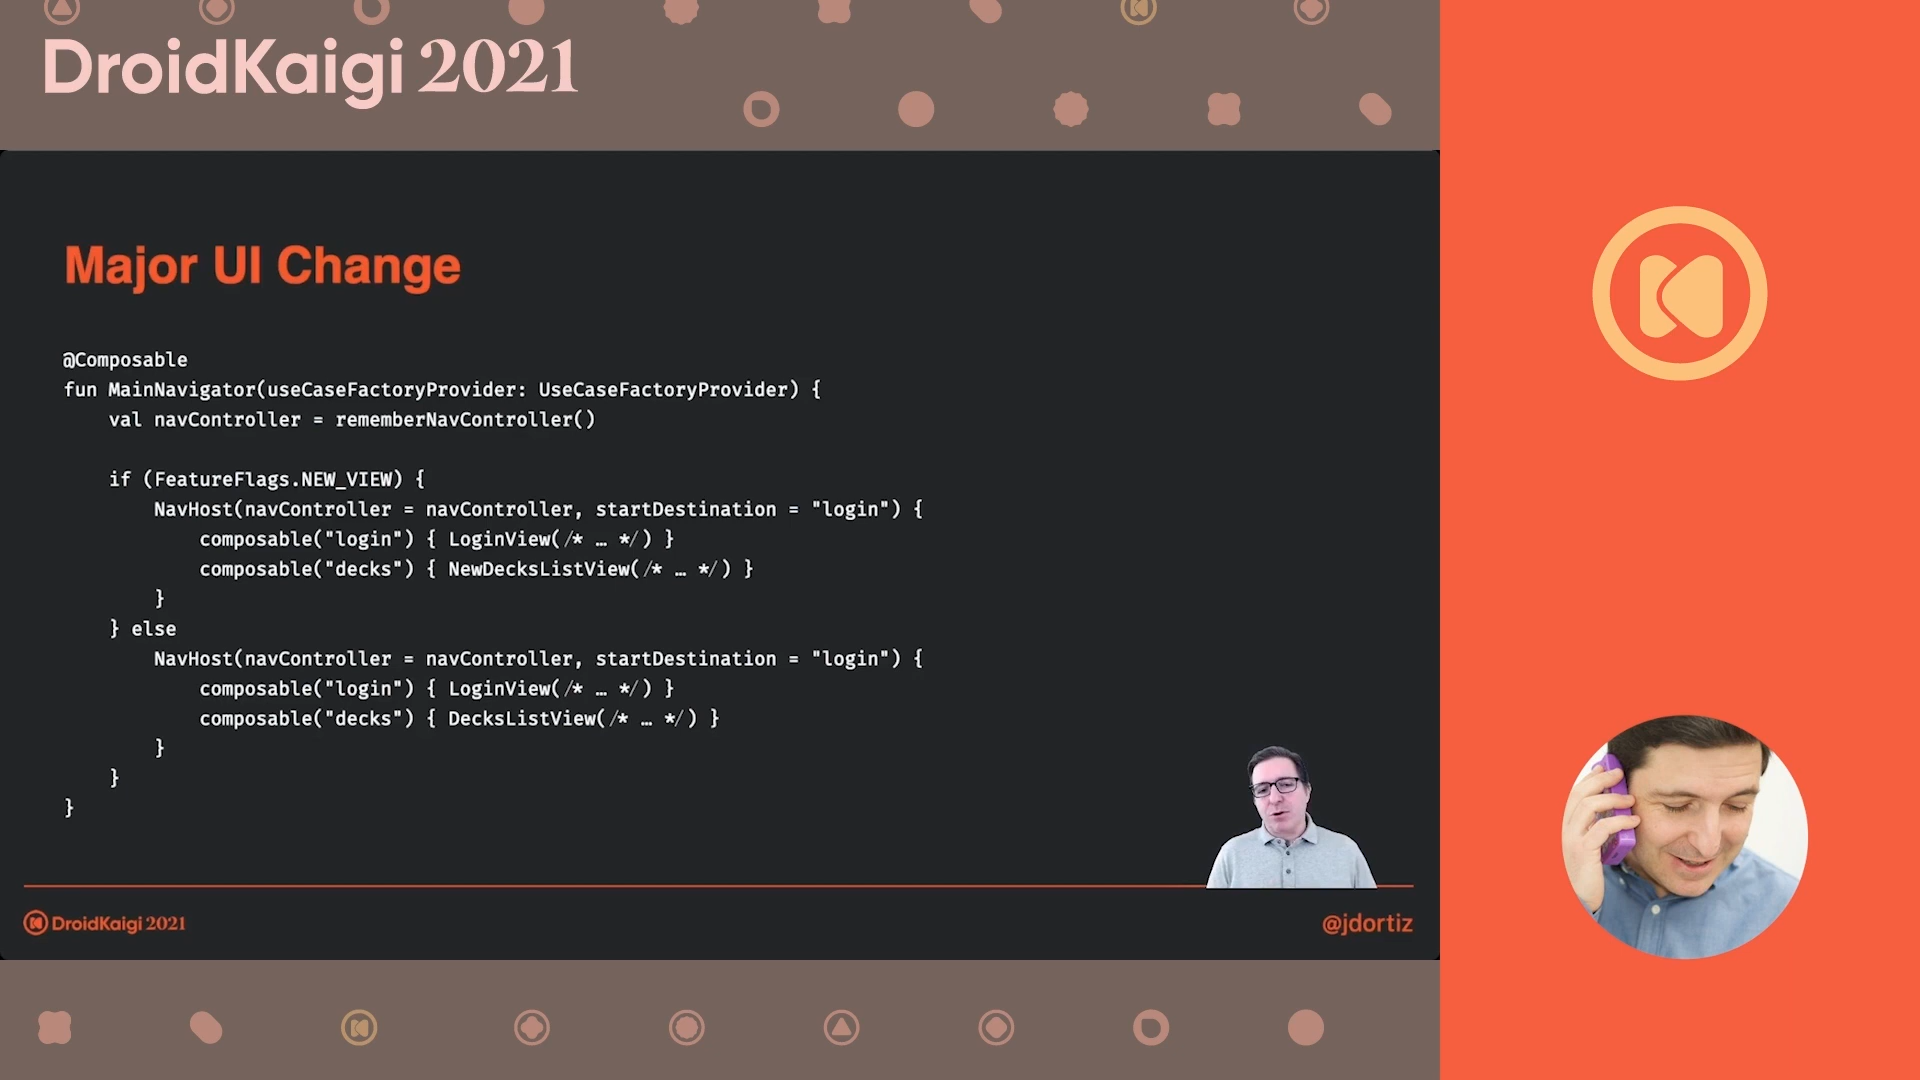 DroidKaigi 2021
Major UI Change
@Composable
fun MainNavigator(useCaseFactoryProvider: UseCaseFactoryProvider) {
    val navController = rememberNavController()
    if (FeatureFlags.NEW_VIEW) {
        NavHost(navController = navController, startDestination = "login") {
            composable("login") { LoginView(/* … */) }
            composable("decks") { NewDecksListView(/* … */) }
        }
    } else
        NavHost(navController = navController, startDestination = "login") {
            composable("login") { LoginView(/* … */) }
            composable("decks") { DecksListView(/* … */) }
        }
    }
}
DroidKaigi 2021
@jdortiz